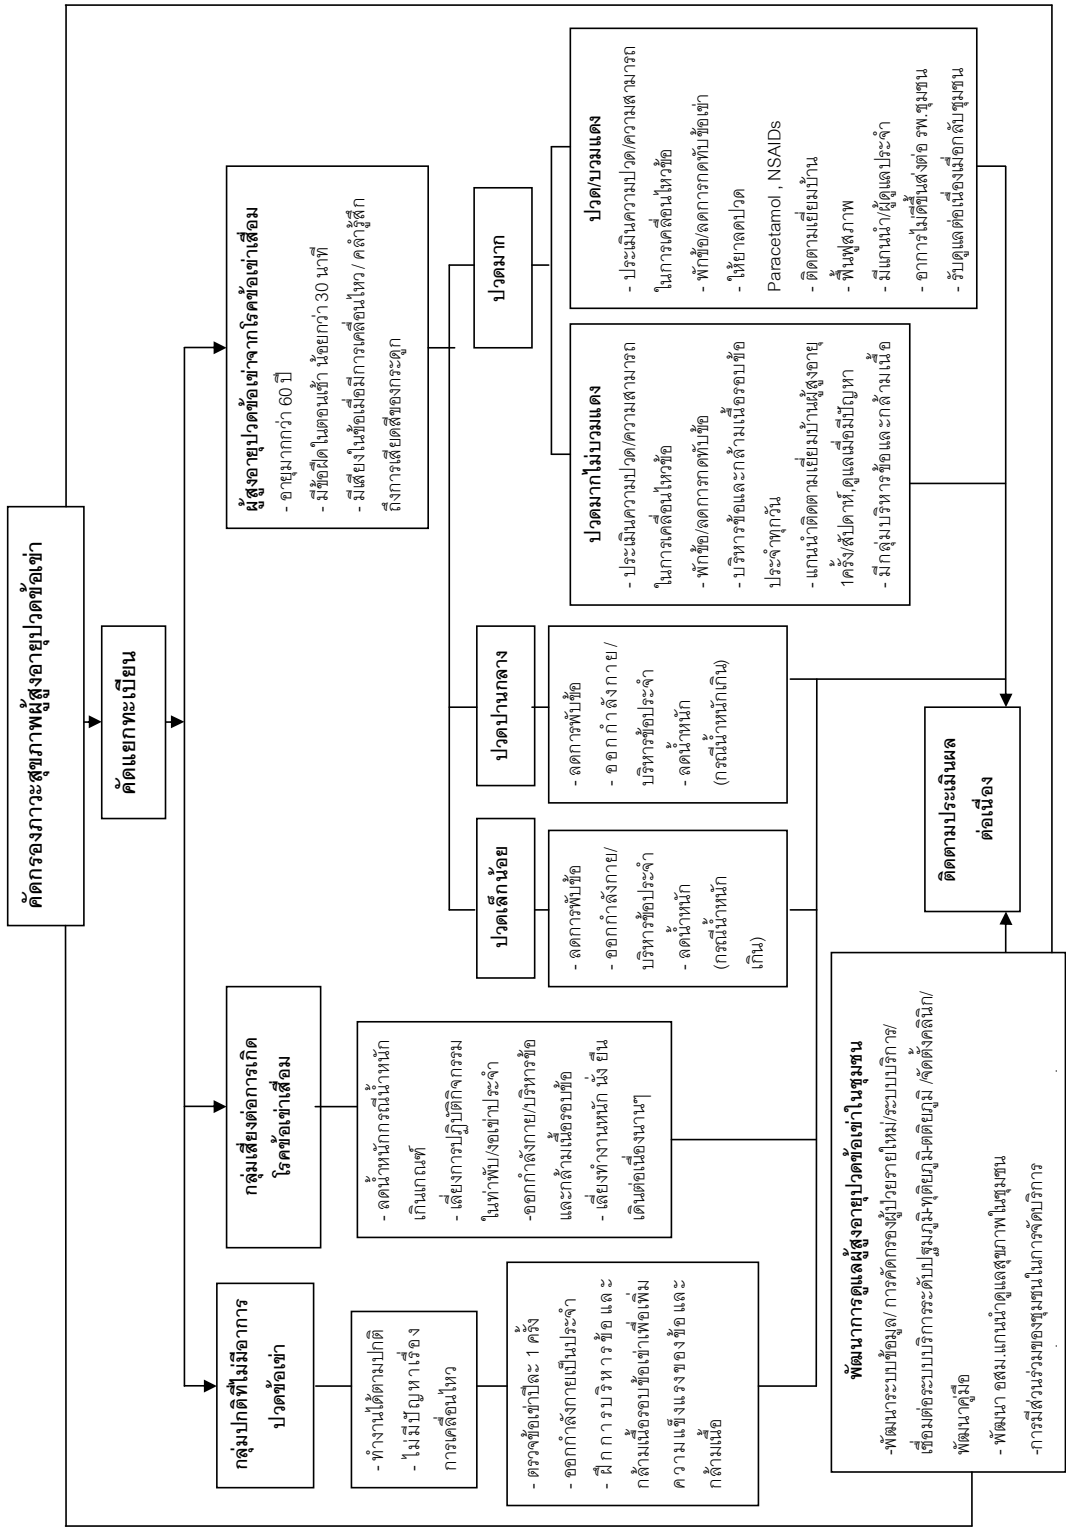 คัดกรองภาวะสุขภาพผู้สูงอายุปวดข้อเข่า
คัดแยกทะเบียน
กลุ่มปกติที่ไม่มีอาการ
ปวดข้อเข่า
- ทำงานได้ตามปกติ
- ไม่มีปัญหาเรื่อง
การเคลื่อนไหว
- ตรวจข้อเข่าปีละ 1 ครั้ง
- ออกกำลังกายเป็นประจำ
- ฝึกการบริหารข้อและ
กล้ามเนื้อรอบข้อเข่าเพื่อเพิ่ม
ความแข็งแรงของข้อและ
กล้ามเนื้อ
กลุ่มเสี่ยงต่อการเกิด
โรคข้อเข่าเสื่อม
- ลดน้ำหนักกรณีน้ำหนัก
เกินเกณฑ์
- เลี่ยงการปฏิบัติกิจกรรม
ในท่าพับ/งอเข่าประจำ
-ออกกำลังกาย/บริหารข้อ
และกล้ามเนื้อรอบข้อ
- เลี่ยงทำงานหนัก นั่ง ยืน
เดินต่อเนื่องนานๆ
ผู้สูงอายุปวดข้อเข่าจากโรคข้อเข่าเสื่อม
- อายุมากกว่า 60 ปี
- มีข้อฝืดในตอนเช้า น้อยกว่า 30 นาที
- มีเสียงในข้อเมื่อมีการเคลื่อนไหว / คลำรู้สึก
ถึงการเสียดสีของกระดูก
ปวดเล็กน้อย
- ลดการพับข้อ
- ออกกำลังกาย/
บริหารข้อประจำ
- ลดน้ำหนัก
(กรณีน้ำหนัก
เกิน)
ปวดปานกลาง
- ลดการพับข้อ
- ออกกำลังกาย /
บริหารข้อประจำ
- ลดน้ำหนัก
(กรณีน้ำหนักเกิน)
ปวดมาก
ปวดมากไม่บวมแดง
- ประเมินความปวด/ความสามารถ
ในการเคลื่อนไหวข้อ
- พักข้อ/ลดการกดทับข้อ
- บริหารข้อและกล้ามเนื้อรอบข้อ
ประจำทุกวัน
- แกนนำติดตามเยี่ยมบ้านผู้สูงอายุ
1ครั้ง/สัปดาห์,ดูแลเมื่อมีปัญหา
- มีกลุ่มบริหารข้อและกล้ามเนื้อ
ปวด/บวมแดง
- ประเมินความปวด/ความสามารถ
ในการเคลื่อนไหวข้อ
- พักข้อ/ลดการกดทับข้อเข่า
- ให้ยาลดปวด
Paracetamol , NSAIDs
- ติดตามเยี่ยมบ้าน
- ฟื้นฟูสภาพ
- มีแกนนำ/ผู้ดูแลประจำ
- อาการไม่ดีขึ้นส่งต่อ รพ.ชุมชน
- รับดูแลต่อเนื่องเมื่อกลับชุมชน
พัฒนาการดูแลผู้สูงอายุปวดข้อเข่าในชุมชน
-พัฒนาระบบข้อมูล/ การคัดกรองผู้ป่วยรายใหม่/ระบบบริการ/
เชื่อมต่อระบบบริการระดับปฐมภูมิ-ทุติยภูมิ-ตติยภูมิ /จัดตั้งคลินิก/
พัฒนาคู่มือ
- พัฒนา อสม.แกนนำดูแลสุขภาพในชุมชน
-การมีส่วนร่วมของชุมชนในการจัดบริการ
ติดตามประเมินผล
ต่อเนื่อง